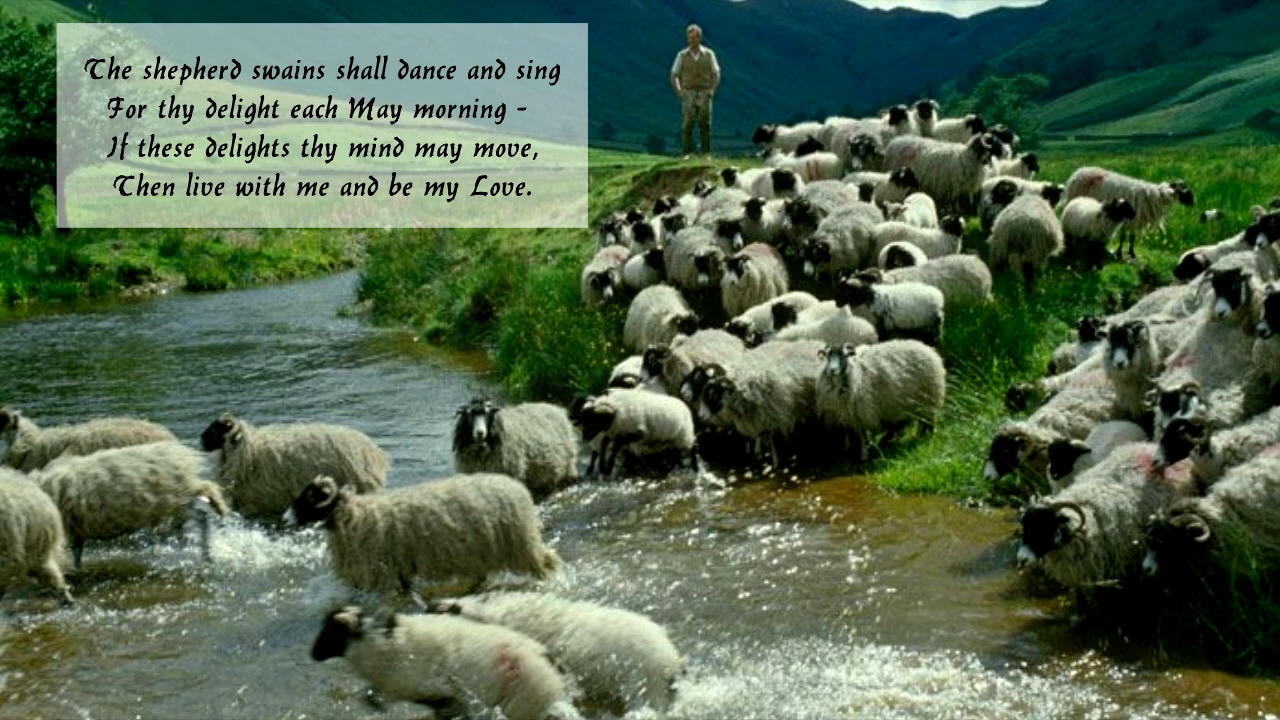 The shepherd swains shall dance and sing
For thy delight each May morning -
If these delights thy mind may move,
Then live with me and be my Love.